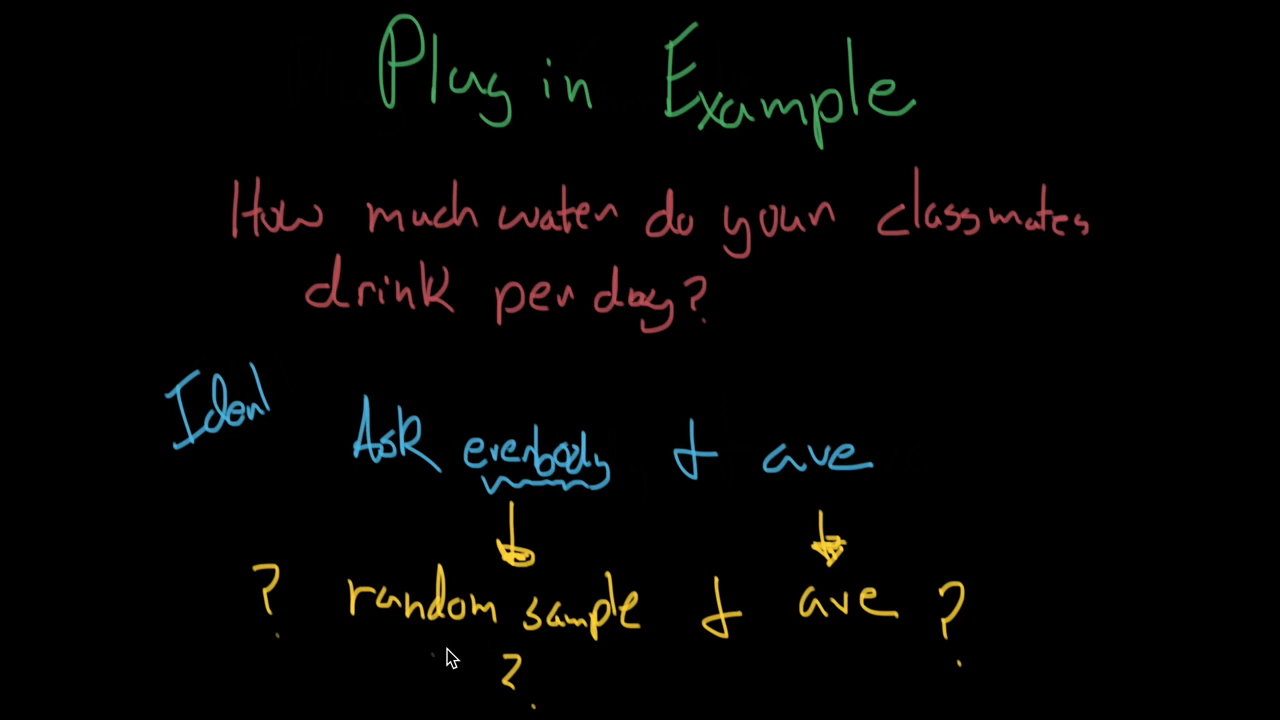 Plug in Example
How much water do your classmates
drink per day?
Ideal
Ask everbody & ave
? random sample & ave ?
?